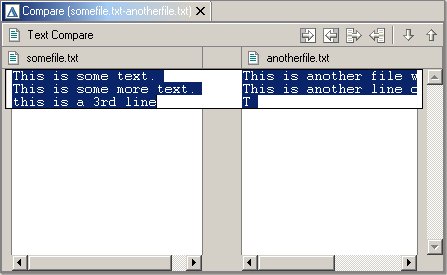 Compare (somefile.txt-anotherfile.txt)
Text Compare
somefile.txt
anotherfile.txt
This is some text.
This is some more text.
this is a 3rd line
This is another file w
This is another line o
T